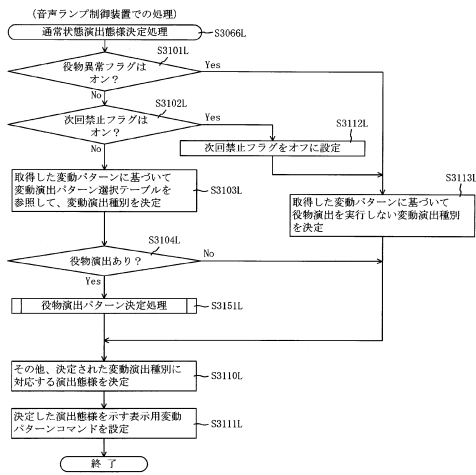 (音声ランプ制御装置での処理)
通常状態演出態様決定処理
S3066L
S3101L
役物異常フラグは
オン?
Yes
No
S3102L
次回禁止フラグは
オン?
Yes
No
S3112L
次回禁止フラグをオフに設定
取得した変動パターンに基づいて
変動演出パターン選択テーブルを
参照して、変動演出種別を決定
S3103L
S3113L
取得した変動パターンに基づいて
役物演出を実行しない変動演出種別
を決定
S3104L
役物演出あり?
No
Yes
役物演出パターン決定処理
S3151L
その他、決定された変動演出種別に
対応する演出態様を決定
S3110L
決定した演出態様を示す表示用変動
パターンコマンドを設定
S3111L
終了